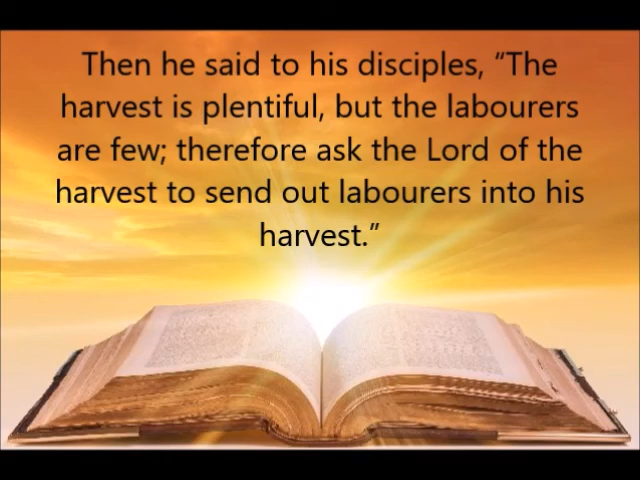 Then he said to his disciples, “The
harvest is plentiful, but the labourers
are few; therefore ask the Lord of the
harvest to send out labourers into his
harvest.”